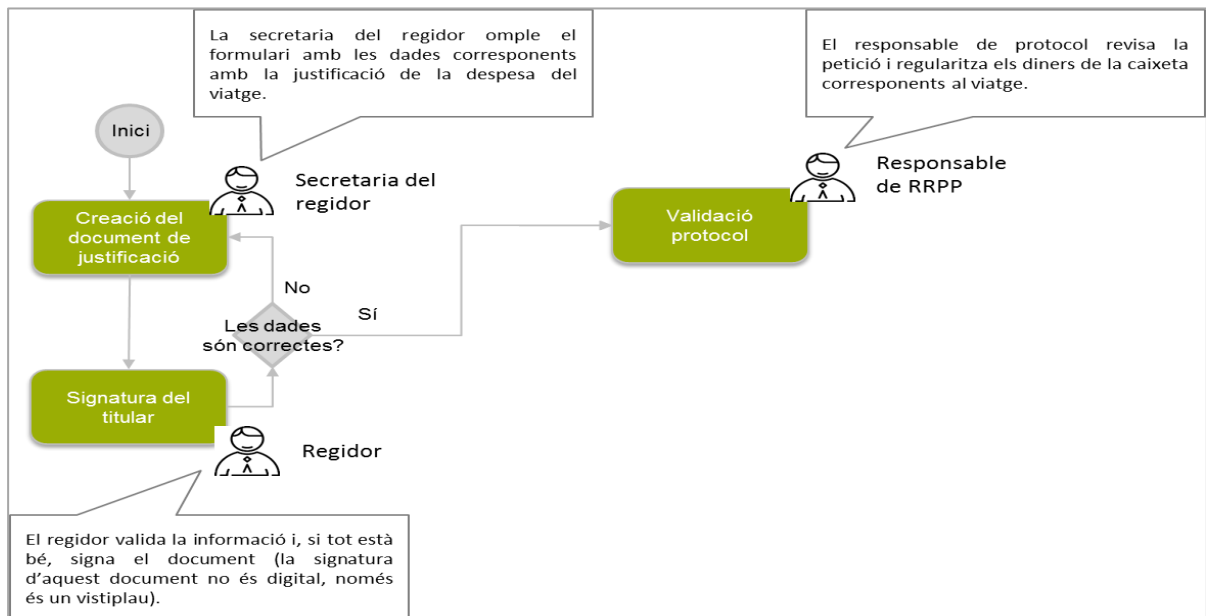 La secretaria del regidor omple el
formulari amb les dades corresponents
amb la justificació de la despesa del
viatge.
El responsable de protocol revisa la
petició i regularitza els diners de la caixeta
corresponents al viatge.
Inici
Secretaria del
regidor
Responsable
de RRPP
Creació del
document de
justificació
Validació
protocol
No
Sí
Les dades
són correctes?
Signatura del
titular
Regidor
El regidor valida la informació i, si tot està
bé, signa el document (la signatura
d'aquest document no és digital, només
és un vistiplau).